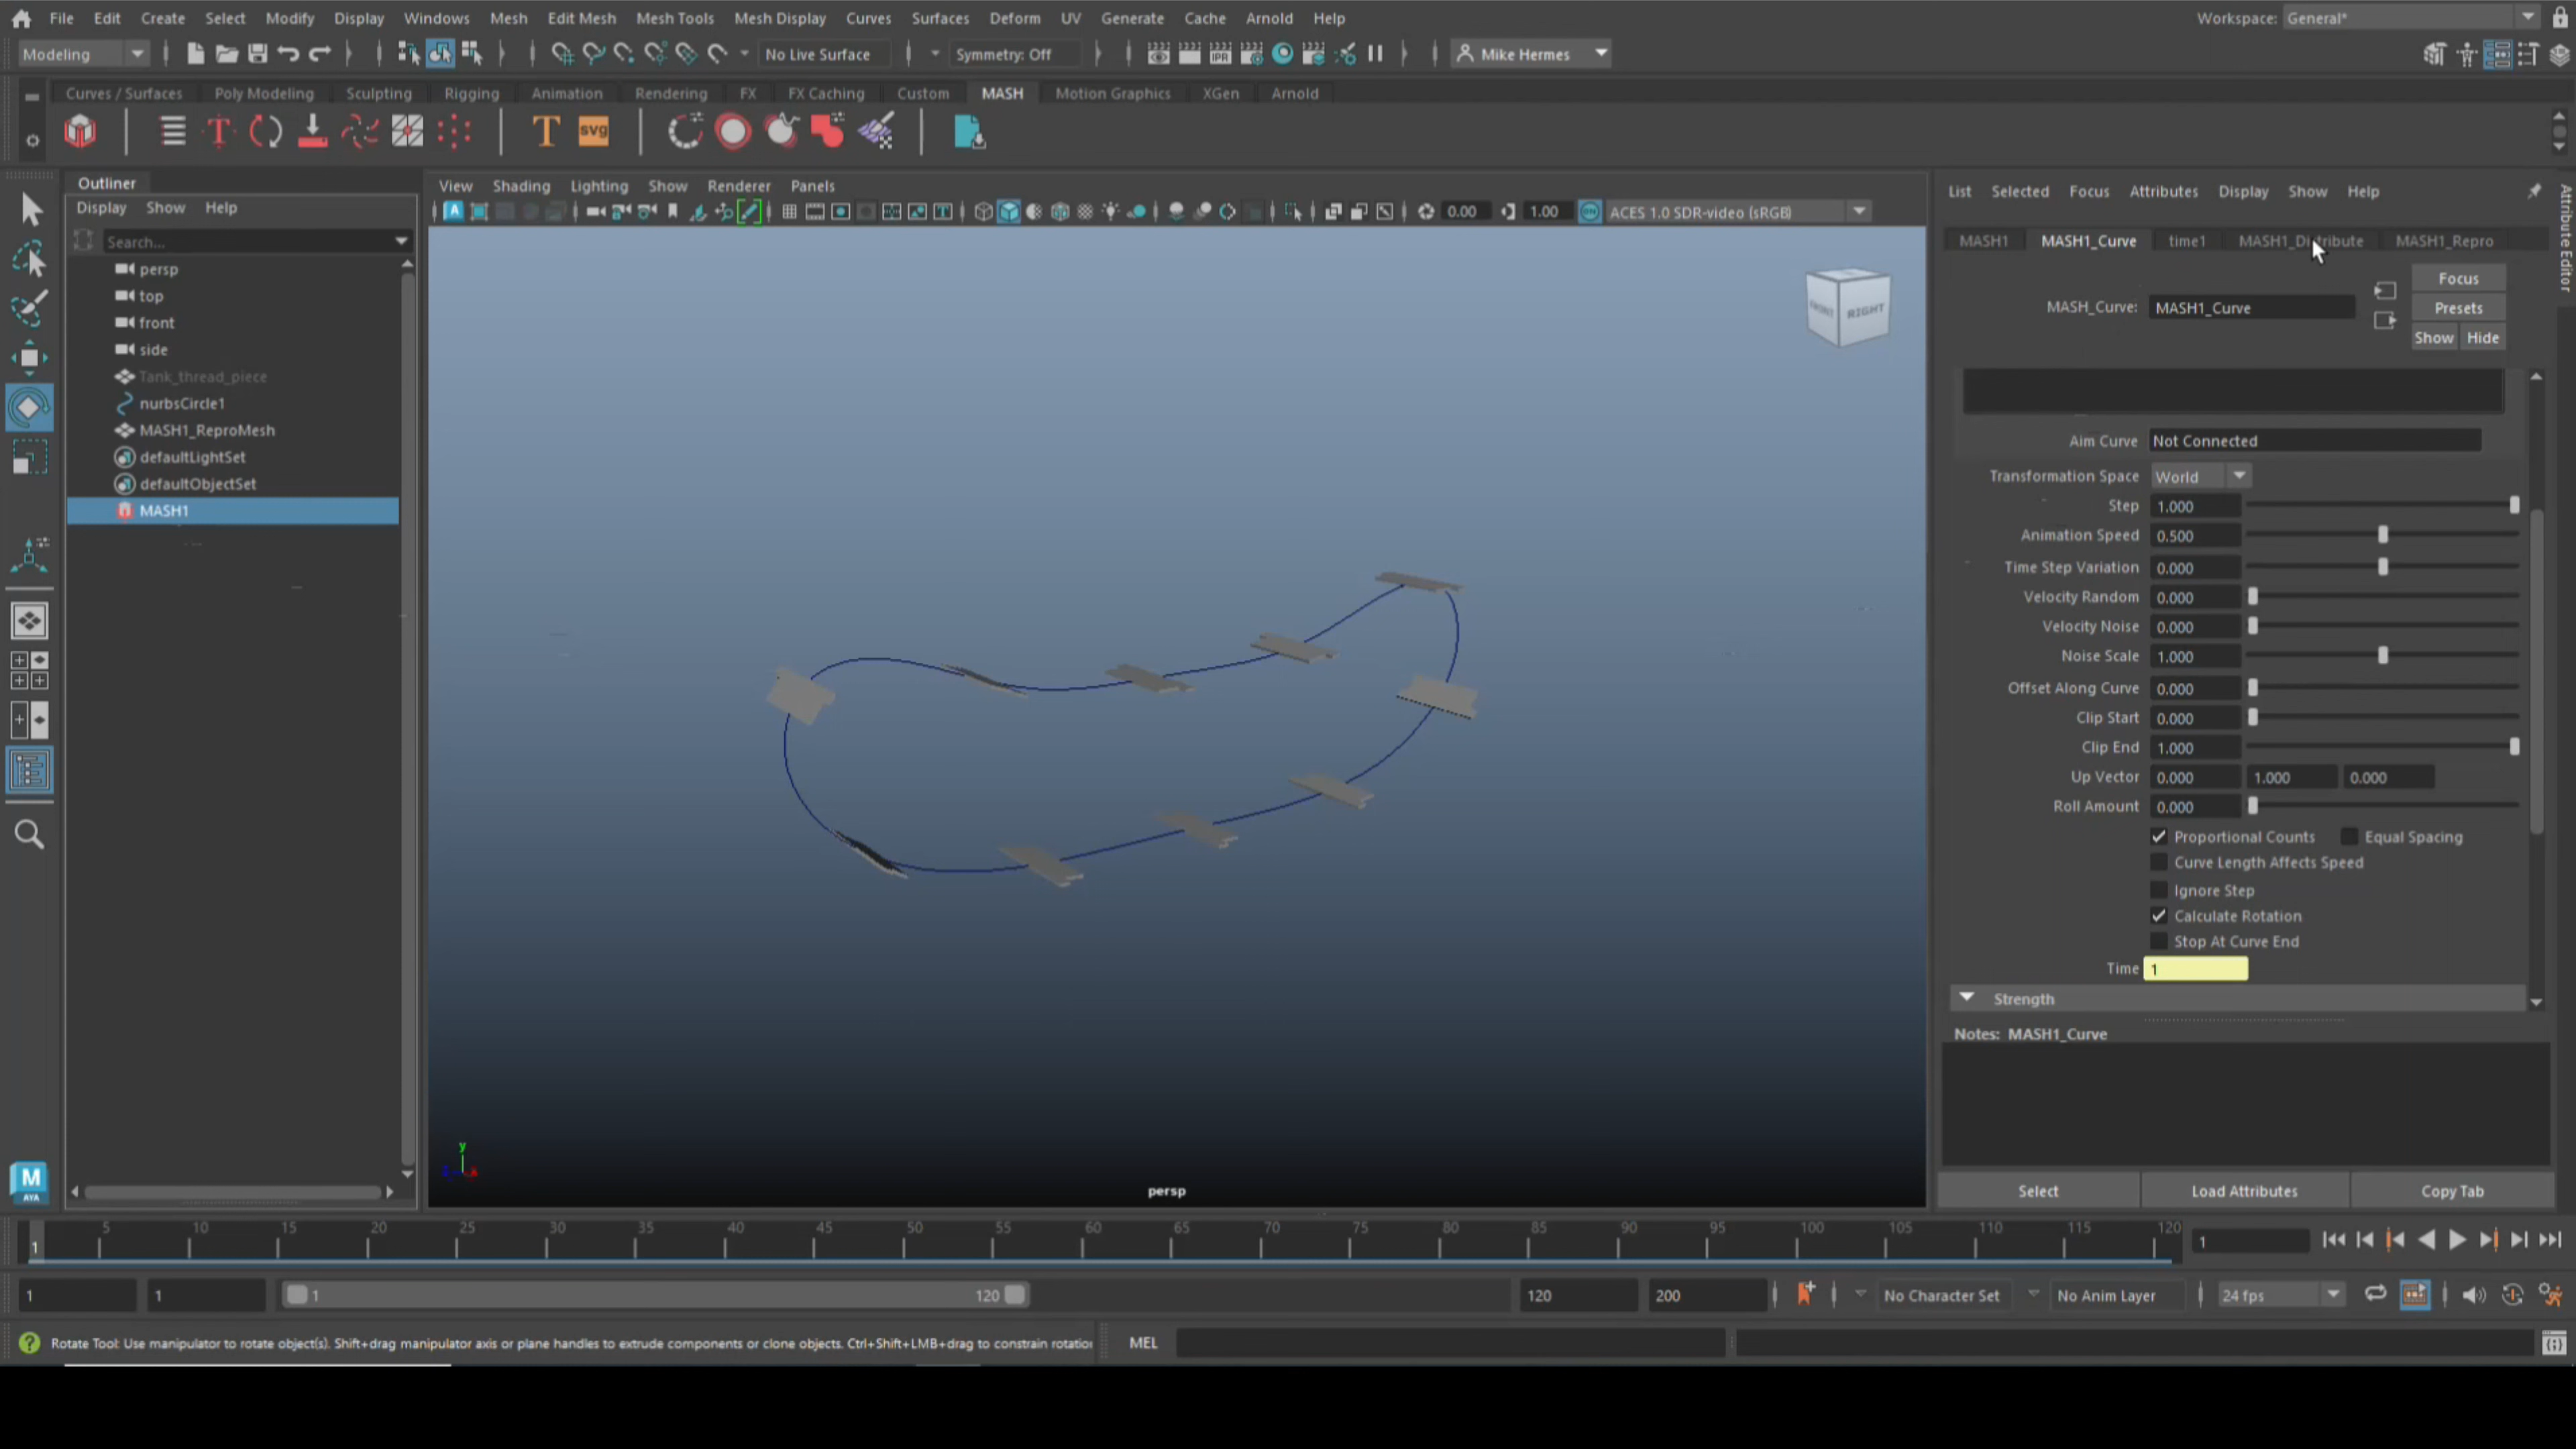 File Edit Create Select Modify Display Windows Mesh Edit Mesh Mesh Tools Mesh Display Curves Surfaces Deform UV Generate Cache Arnold Help Workspace: General*
Modeling No Live Surface Symmetry: Off IPR Mike Hermes
Curves / Surfaces Poly Modeling Sculpting Rigging Animation Rendering FX FX Caching Custom MASH Motion Graphics XGen Arnold
T T svg
Outliner
Display Show Help
Search...
persp
top
front
side
Tank_thread_piece
nurbsCircle1
MASH1_ReproMesh
defaultLightSet
defaultObjectSet
MASH1
View Shading Lighting Show Renderer Panels
0.00 1.00 ACES 1.0 SDR-video (sRGB)
RIGHT
y
persp
List Selected Focus Attributes Display Show Help
Attribute Editor
MASH1 MASH1_Curve time1 MASH1_Distribute MASH1_Repro
Focus
MASH_Curve: MASH1_Curve Presets
Show Hide
Aim Curve Not Connected
Transformation Space World
Step 1.000
Animation Speed 0.500
Time Step Variation 0.000
Velocity Random 0.000
Velocity Noise 0.000
Noise Scale 1.000
Offset Along Curve 0.000
Clip Start 0.000
Clip End 1.000
Up Vector 0.000 1.000 0.000
Roll Amount 0.000
Proportional Counts Equal Spacing
Curve Length Affects Speed
Ignore Step
Calculate Rotation
Stop At Curve End
Time 1
Strength
Notes: MASH1_Curve
Select Load Attributes Copy Tab
M
AYA
5 10 15 20 25 30 35 40 45 50 55 60 65 70 75 80 85 90 95 100 105 110 115 120
1 1
1 1 1 120 120 200 No Character Set No Anim Layer 24 fps
Rotate Tool: Use manipulator to rotate object(s). Shift+drag manipulator axis or plane handles to extrude components or clone objects. Ctrl+Shift+LMB+drag to constrain rotation MEL